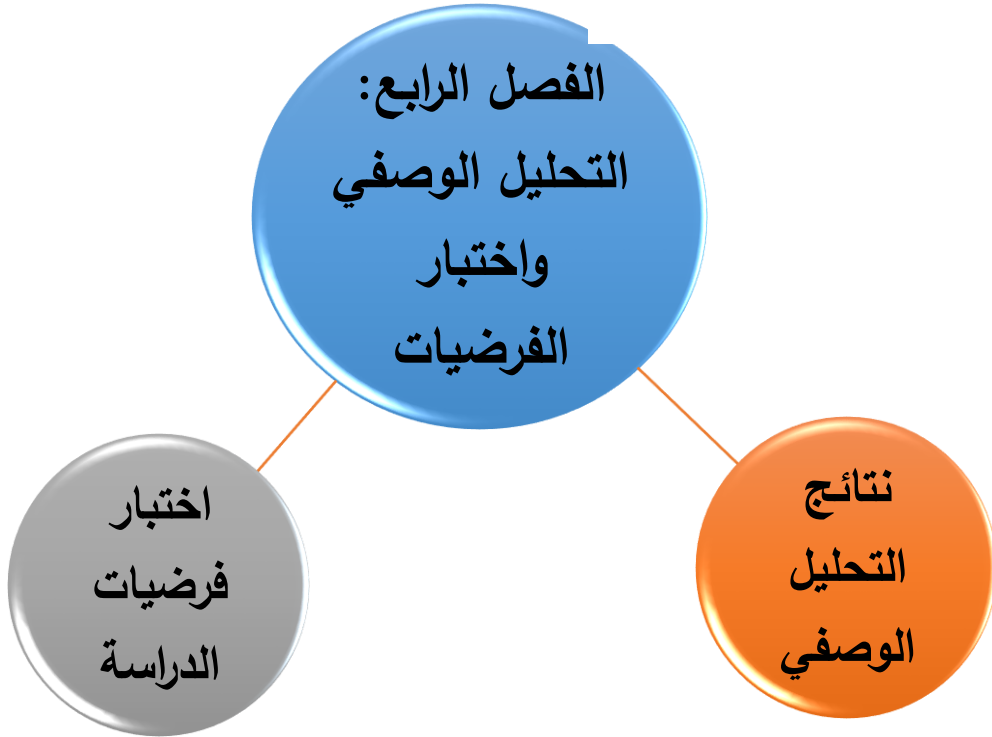 الفصل الرابع:
التحليل الوصفي
واختبار
الفرضيات
نتائج
التحليل
الوصفي
اختبار
فرضيات
الدراسة